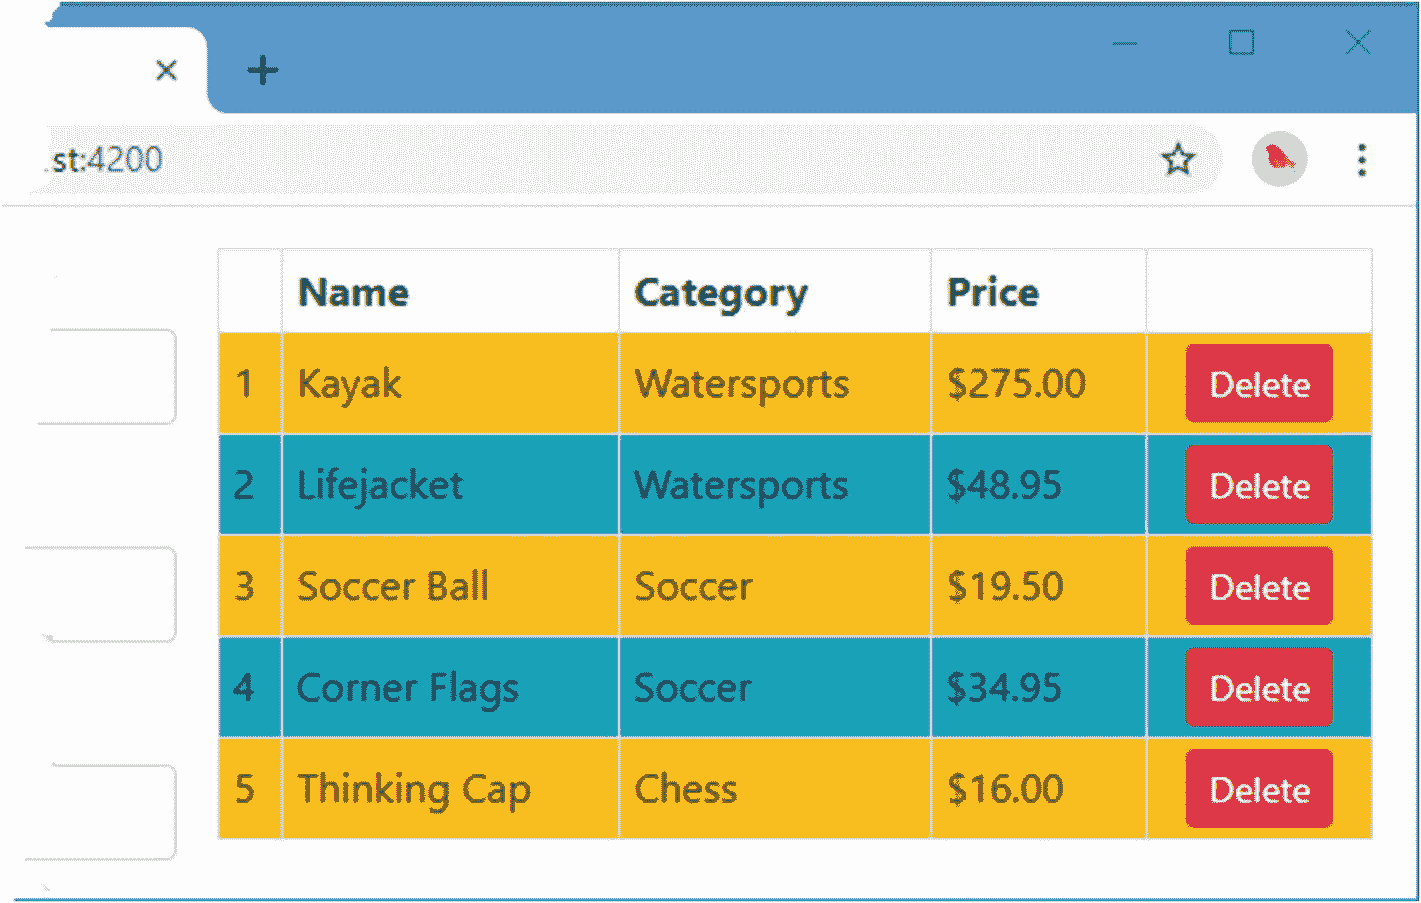 st:4200
Name Category Price
1 Kayak Watersports $275.00 Delete
2 Lifejacket Watersports $48.95 Delete
3 Soccer Ball Soccer $19.50 Delete
4 Corner Flags Soccer $34.95 Delete
5 Thinking Cap Chess $16.00 Delete